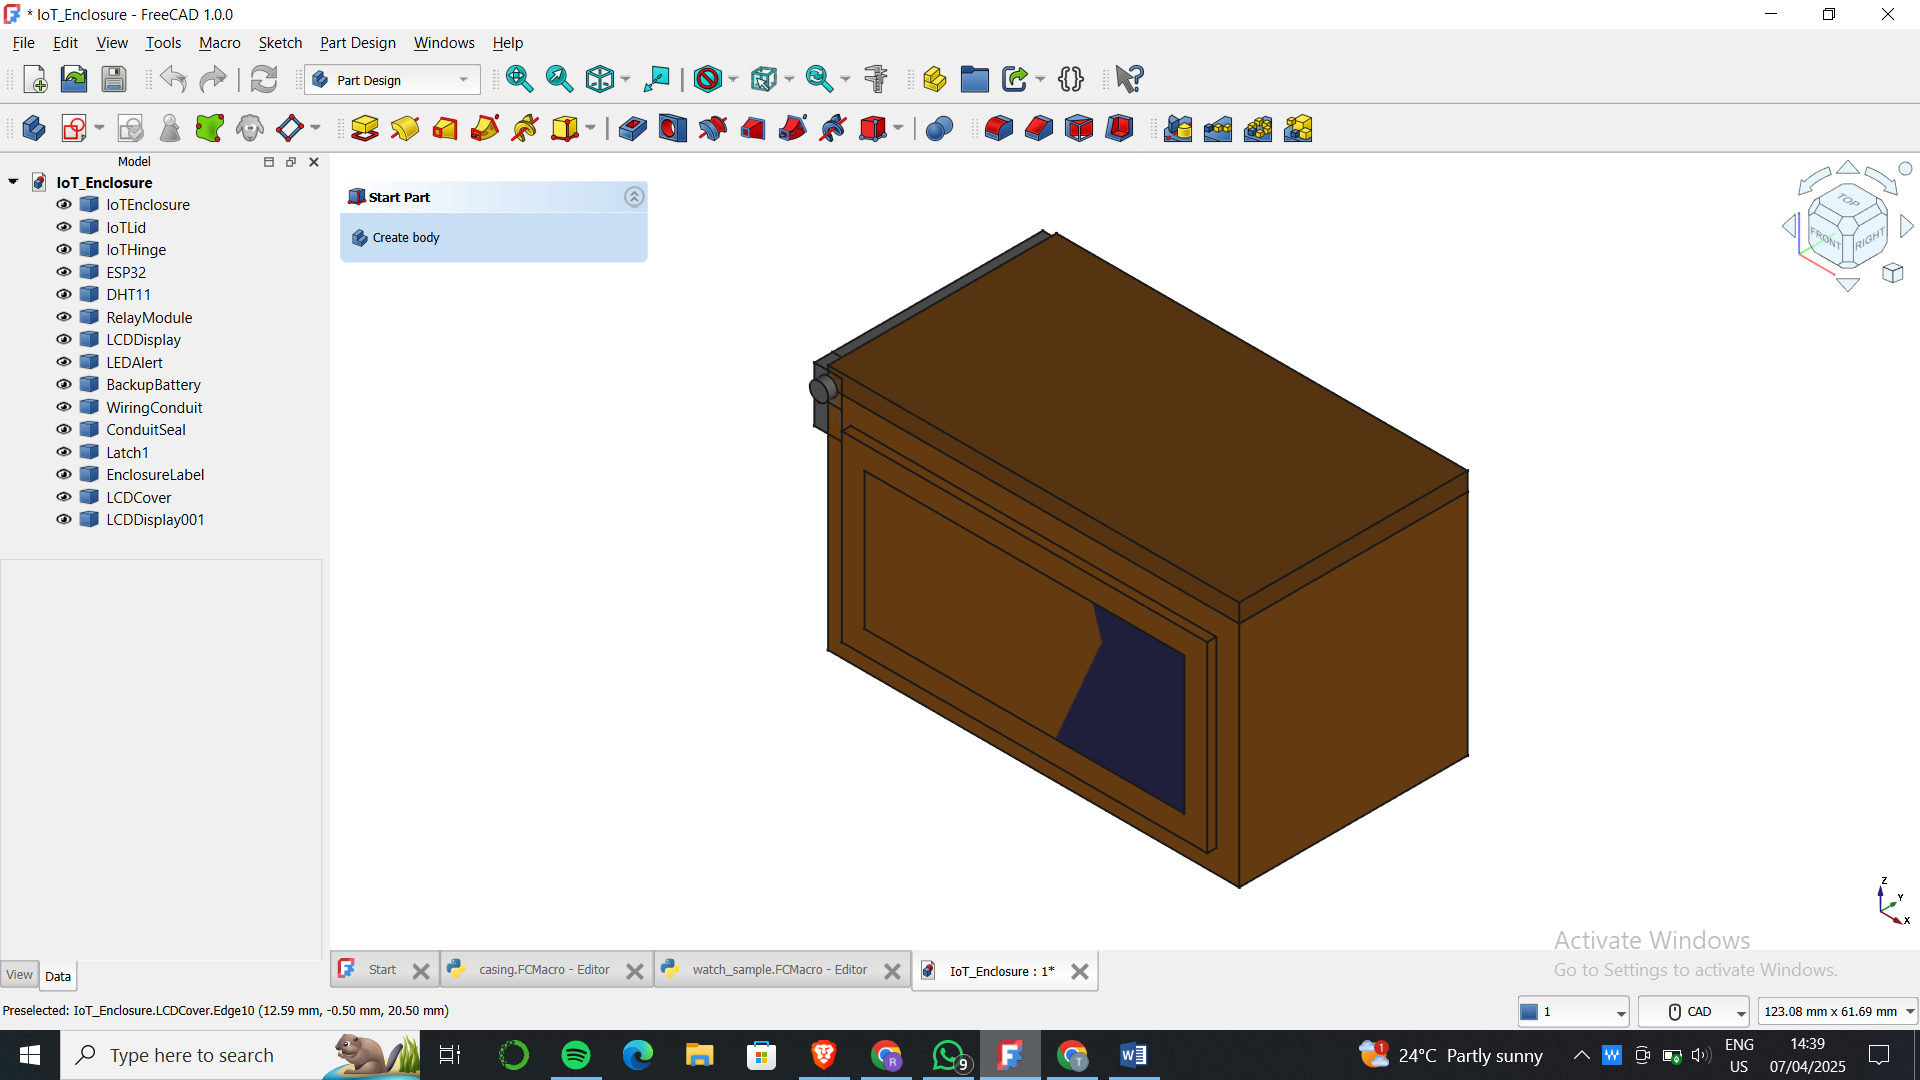 * IoT_Enclosure - FreeCAD 1.0.0
File Edit View Tools Macro Sketch Part Design Windows Help
Part Design
Model
IoT_Enclosure
IoTEnclosure
IoTLid
IoTHinge
ESP32
DHT11
RelayModule
LCDDisplay
LEDAlert
BackupBattery
WiringConduit
ConduitSeal
Latch1
EnclosureLabel
LCDCover
LCDDisplay001
Start Part
Create body
TOP
FRONT RIGHT
Z
Y
X
Activate Windows
Go to Settings to activate Windows.
View Data
Start casing.FCMacro - Editor watch_sample.FCMacro - Editor IoT_Enclosure : 1*
Preselected: IoT_Enclosure.LCDCover.Edge10 (12.59 mm, -0.50 mm, 20.50 mm)
1 CAD 123.08 mm x 61.69 mm
Type here to search
9
R
T
1
24°C Partly sunny
ENG
US
14:39
07/04/2025